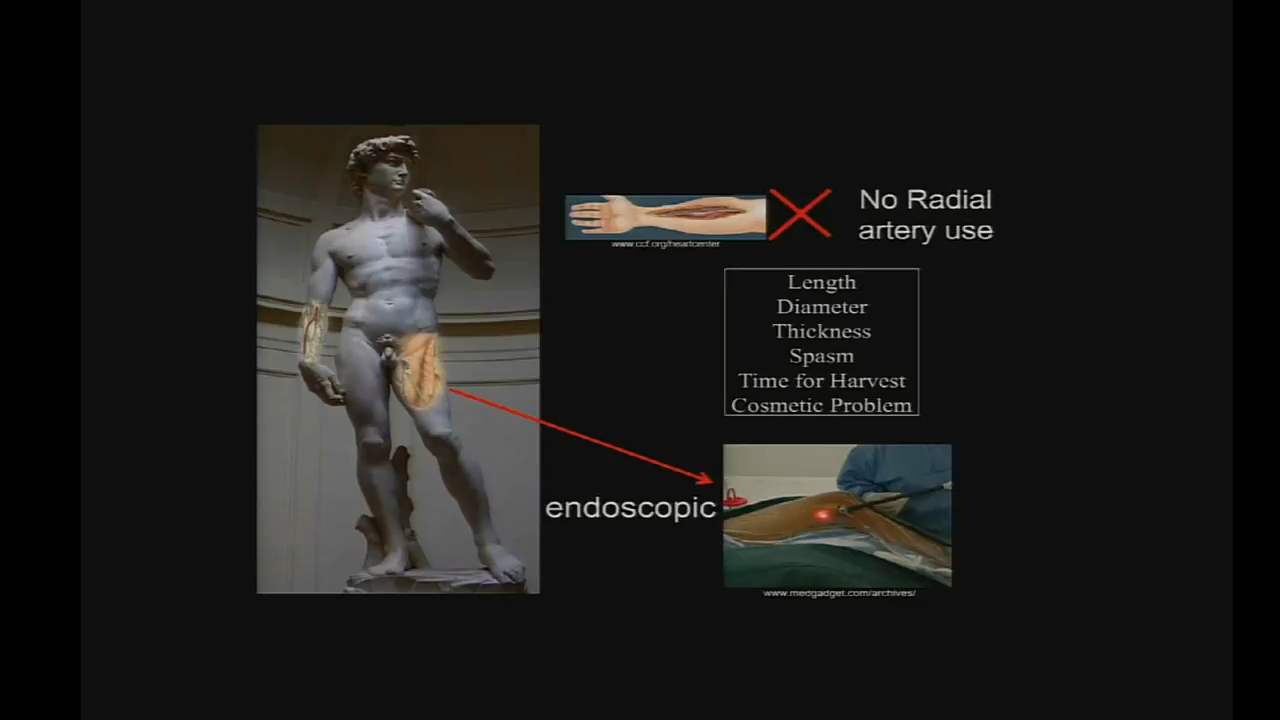 No Radial
artery use
www.ccf.org/heartcenter
Length
Diameter
Thickness
Spasm
Time for Harvest
Cosmetic Problem
endoscopic
www.medgadget.com/archives/